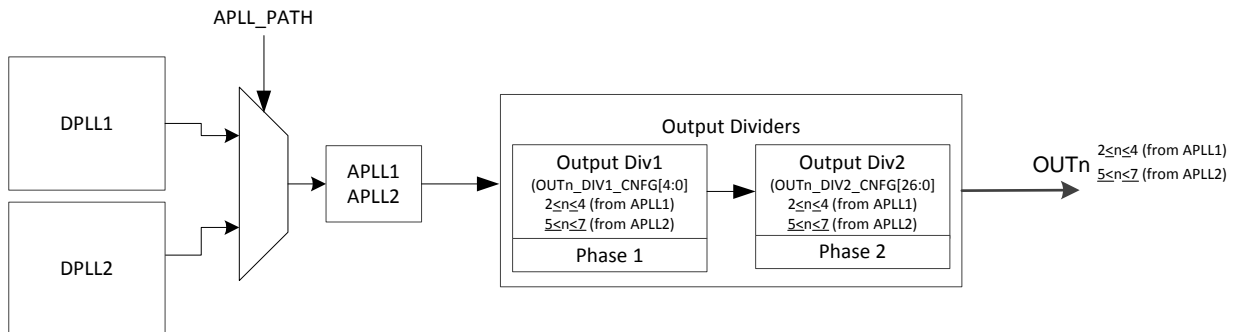 APLL_PATH
DPLL1
DPLL2
APLL1
APLL2
Output Dividers
Output Div1
(OUTn_DIV1_CNFG[4:0]
2≤n≤4 (from APLL1)
5≤n≤7 (from APLL2)
Phase 1
Output Div2
(OUTn_DIV2_CNFG[26:0]
2≤n≤4 (from APLL1)
5≤n≤7 (from APLL2)
Phase 2
OUTn
2≤n≤4 (from APLL1)
5≤n≤7 (from APLL2)